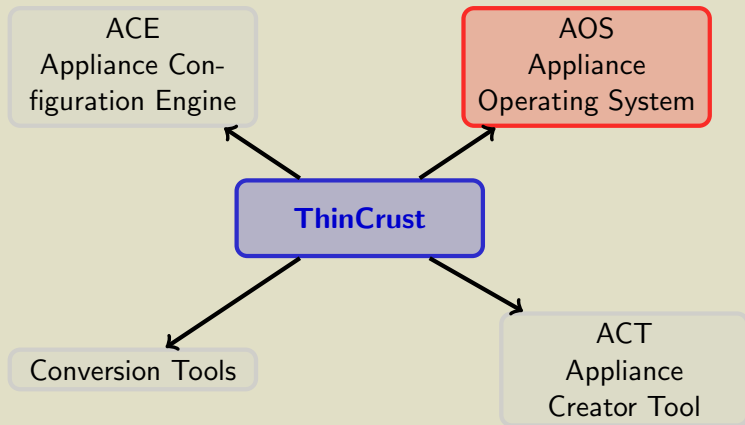 ACE
Appliance Con-
figuration Engine
AOS
Appliance
Operating System
ThinCrust
Conversion Tools
ACT
Appliance
Creator Tool